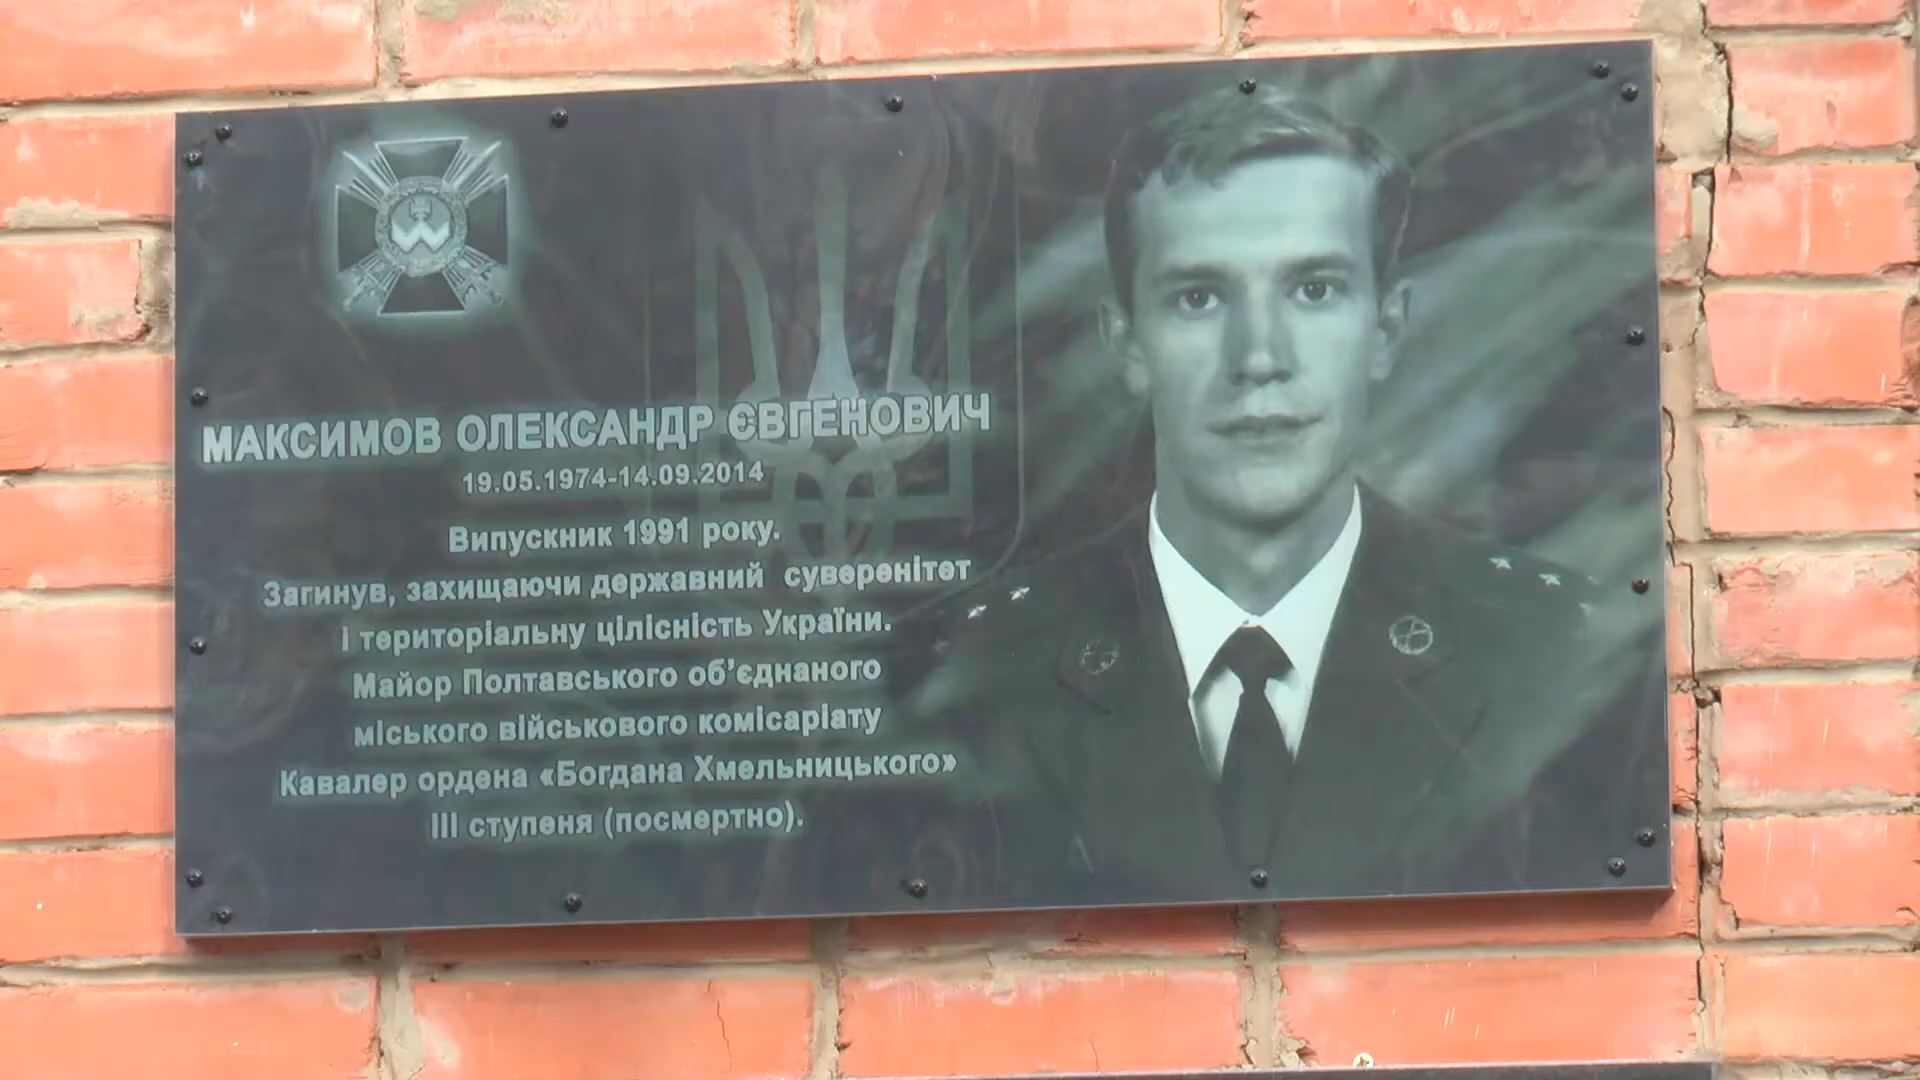 МАКСИМОВ ОЛЕКСАНДР ЄВГЕНОВИЧ
19.05.1974-14.09.2014
Випускник 1991 року.
Загинув, захищаючи державний суверенітет
і територіальну цілісність України.
Майор Полтавського об’єднаного
міського військового комісаріату
Кавалер ордена «Богдана Хмельницького»
ІІІ ступеня (посмертно).